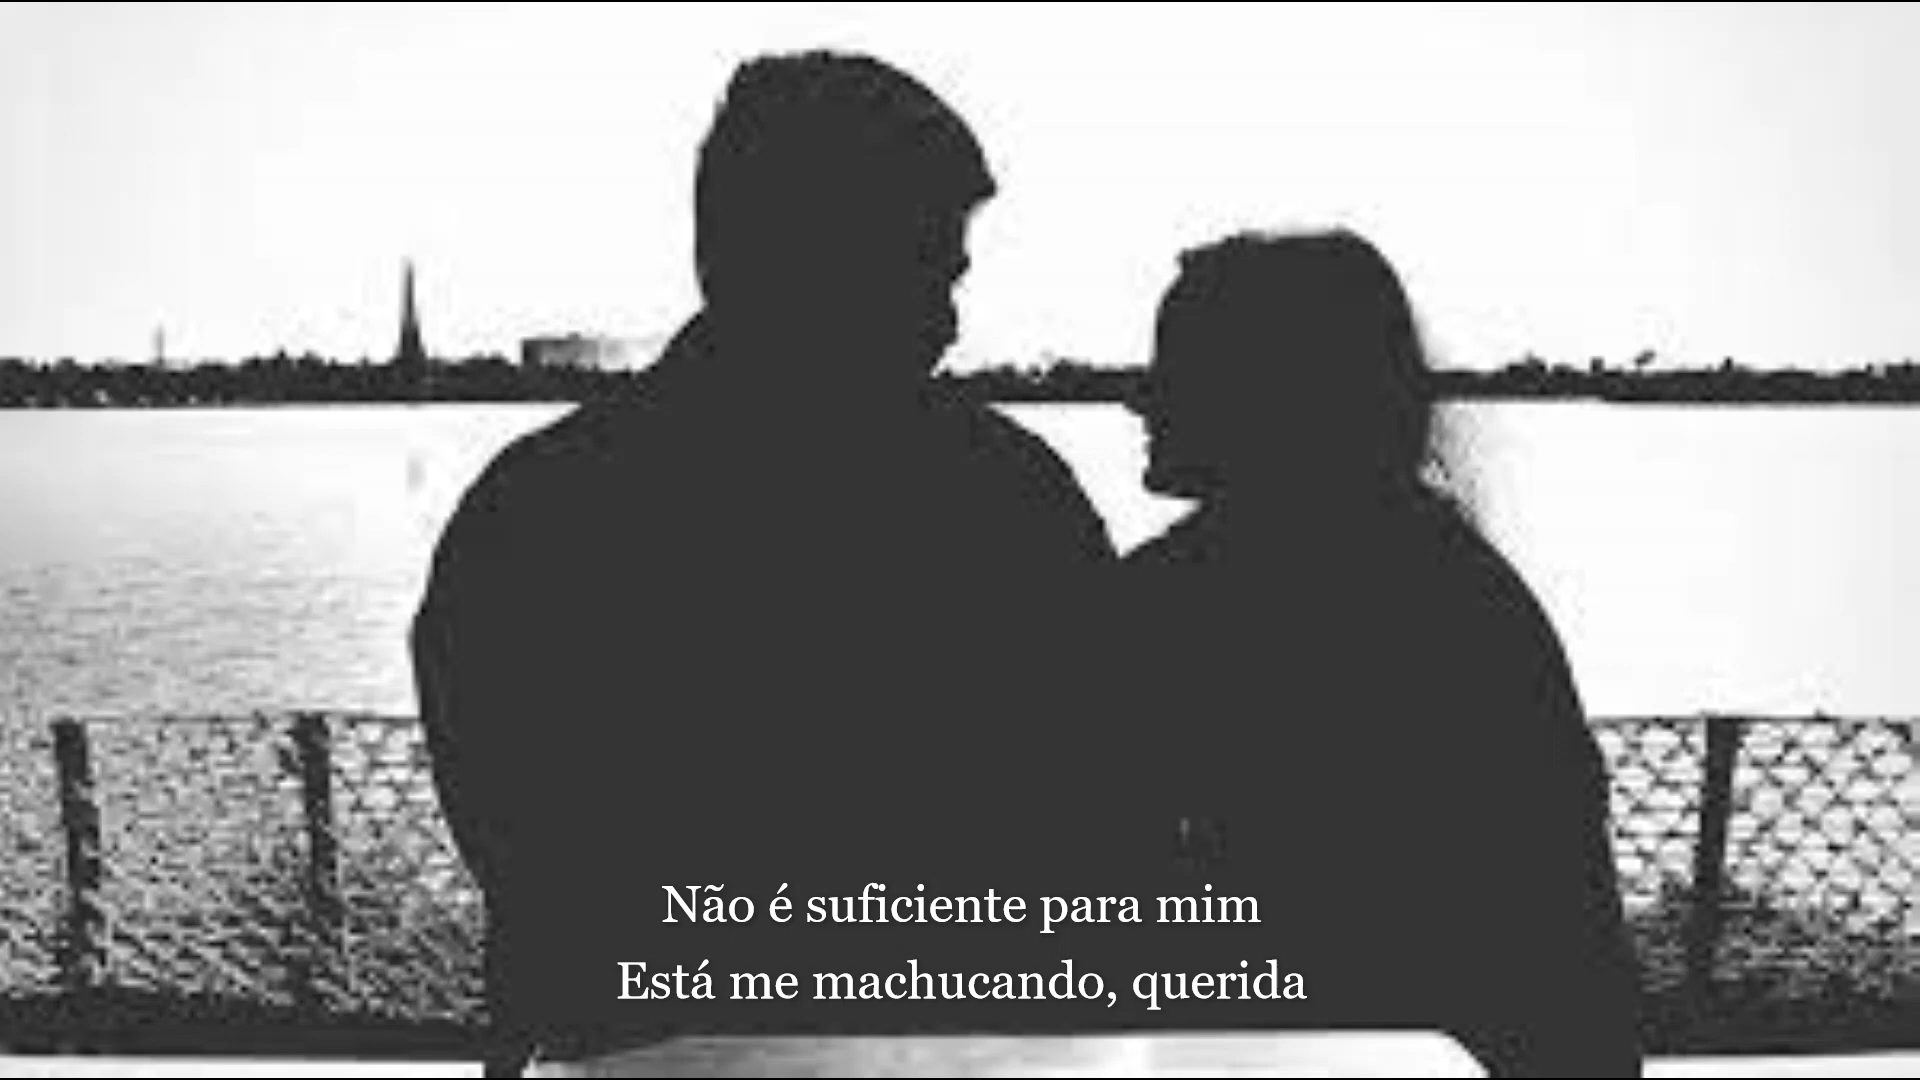 Não é suficiente para mim
Está me machucando, querida